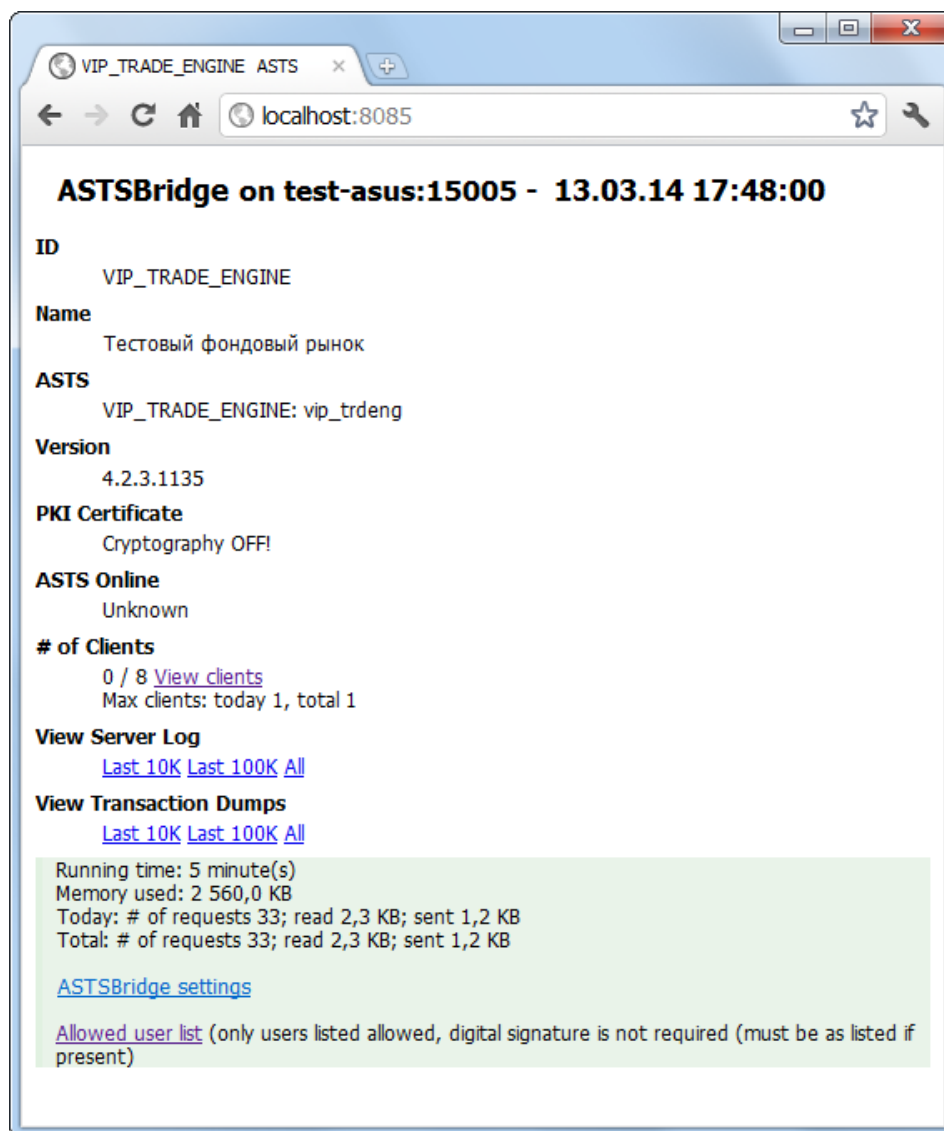 VIP_TRADE_ENGINE ASTS
localhost:8085
ASTSBridge on test-asus:15005 - 13.03.14 17:48:00
ID
VIP_TRADE_ENGINE
Name
Тестовый фондовый рынок
ASTS
VIP_TRADE_ENGINE: vip_trdeng
Version
4.2.3.1135
PKI Certificate
Cryptography OFF!
ASTS Online
Unknown
# of Clients
0 / 8 View clients
Max clients: today 1, total 1
View Server Log
Last 10K Last 100K All
View Transaction Dumps
Last 10K Last 100K All
Running time: 5 minute(s)
Memory used: 2 560,0 KB
Today: # of requests 33; read 2,3 KB; sent 1,2 KB
Total: # of requests 33; read 2,3 KB; sent 1,2 KB
ASTSBridge settings
Allowed user list (only users listed allowed, digital signature is not required (must be as listed if
present)